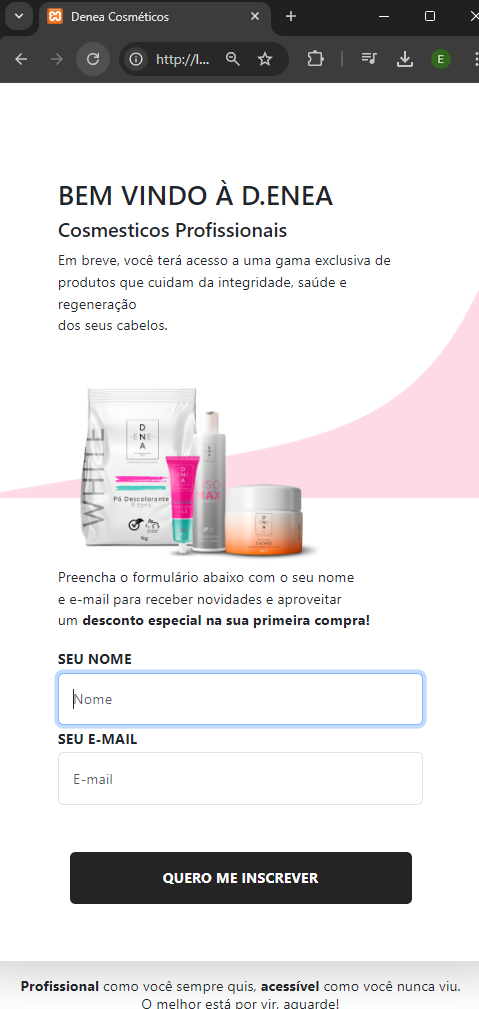 Denea Cosméticos
http://l...
E
BEM VINDO À D.ENEA
Cosmesticos Profissionais
Em breve, você terá acesso a uma gama exclusiva de
produtos que cuidam da integridade, saúde e
regeneração
dos seus cabelos.
D
ENE
A
WHITE
Pó Descolorante
9 tons
1kg
MAX
D
ENEA
A
Preencha o formulário abaixo com o seu nome
e e-mail para receber novidades e aproveitar
um desconto especial na sua primeira compra!
SEU NOME
Nome
SEU E-MAIL
E-mail
QUERO ME INSCREVER
Profissional como você sempre quis, acessível como você nunca viu.
O melhor está por vir, aguarde!